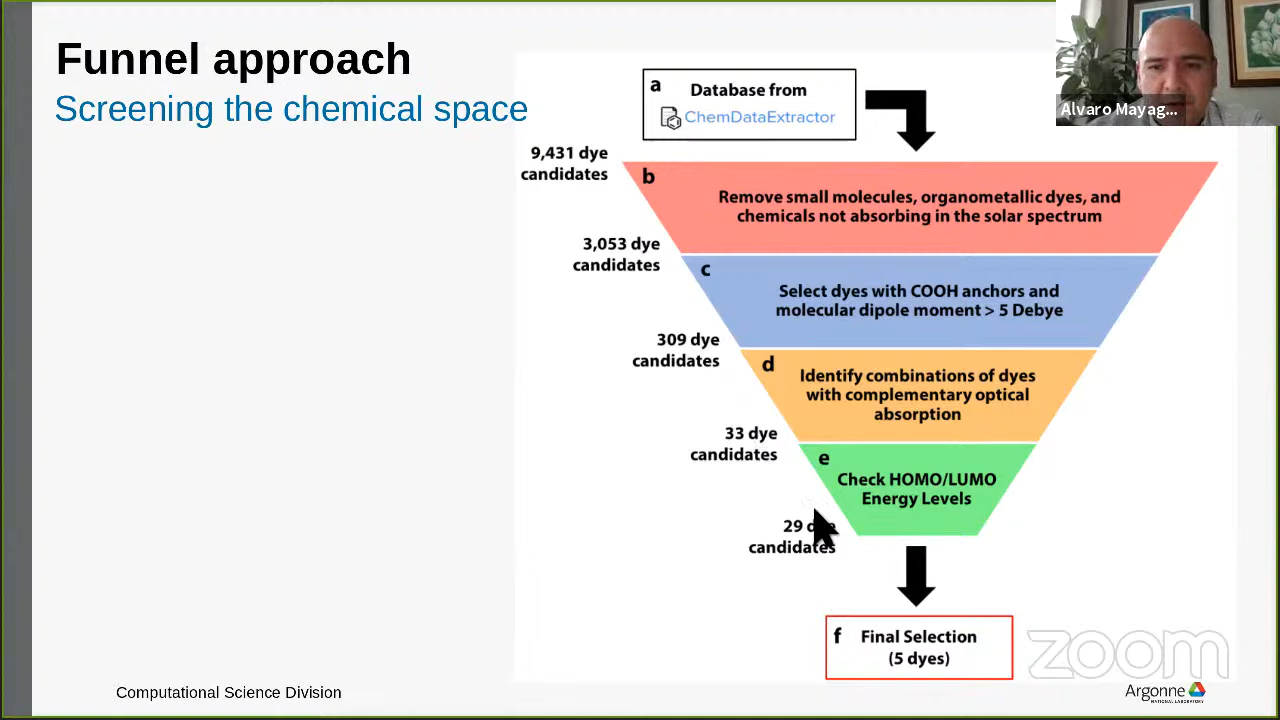 Funnel approach
Screening the chemical space
Alvaro Mayag...
a
Database from
ChemDataExtractor
9,431 dye
candidates
b
Remove small molecules, organometallic dyes, and
chemicals not absorbing in the solar spectrum
3,053 dye
candidates
c
Select dyes with COOH anchors and
molecular dipole moment > 5 Debye
309 dye
candidates
d
Identify combinations of dyes
with complementary optical
absorption
33 dye
candidates
e
Check HOMO/LUMO
Energy Levels
29 dye
candidates
f
Final Selection
(5 dyes)
zoom
Computational Science Division
Argonne
NATIONAL LABORATORY